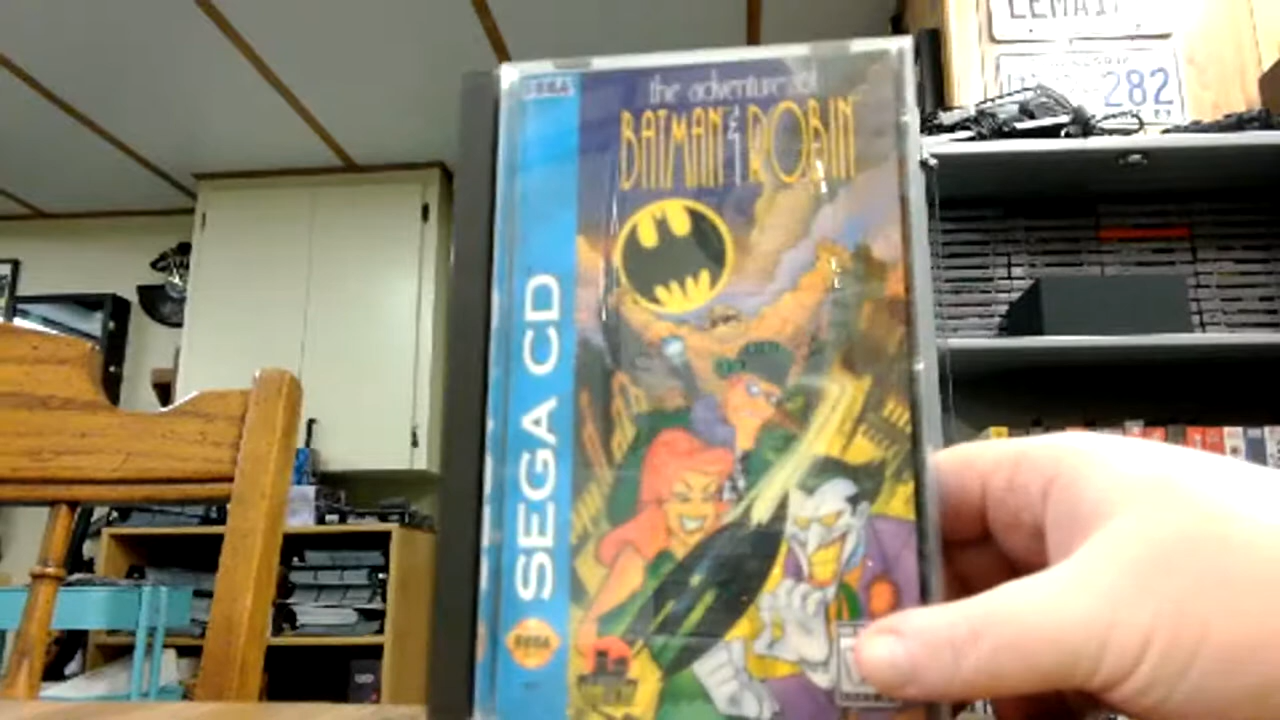 SEGA
the adventures of
BATMAN & ROBIN
SEGA CD
SEGA
282